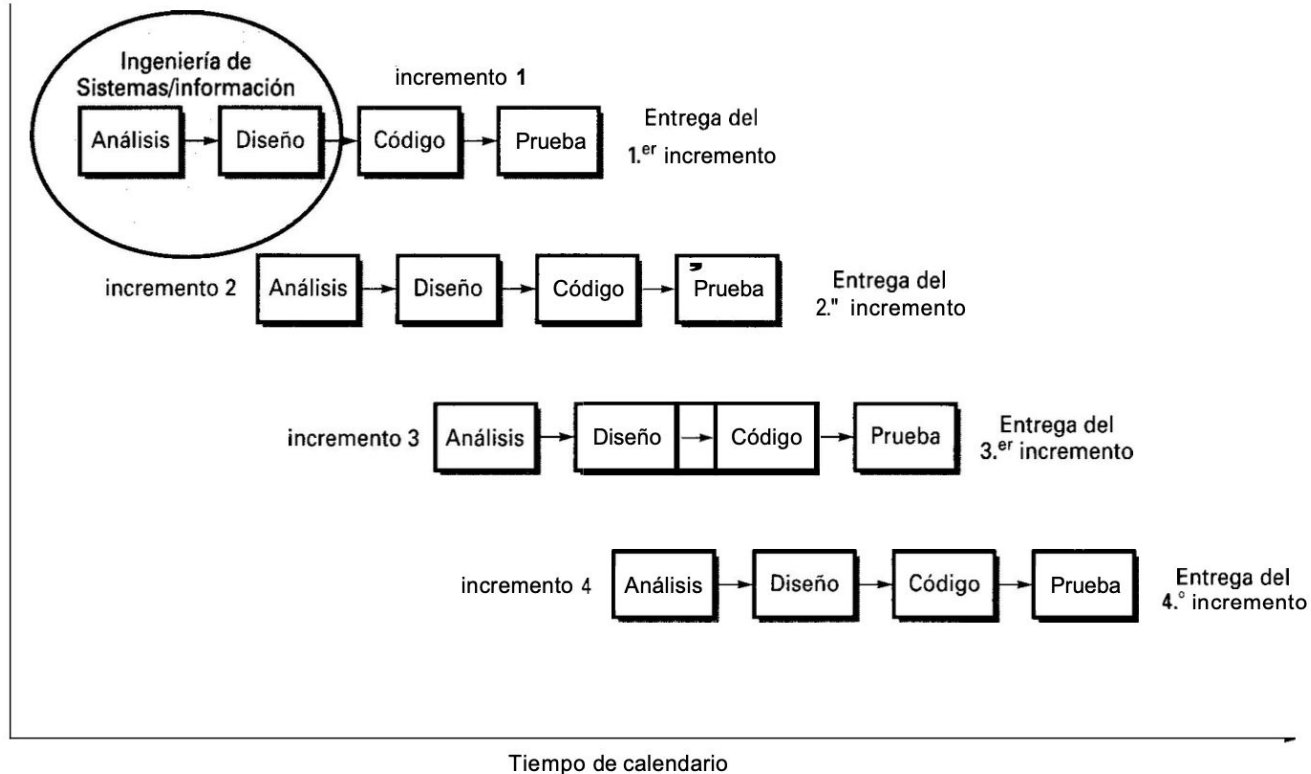 Ingeniería de
Sistemas/información
incremento 1
Análisis
Diseño
Código
Prueba
Entrega del
1.er incremento
incremento 2
Análisis
Diseño
Código
Prueba
Entrega del
2." incremento
incremento 3
Análisis
Diseño
Código
Prueba
Entrega del
3.er incremento
incremento 4
Análisis
Diseño
Código
Prueba
Entrega del
4.° incremento
Tiempo de calendario